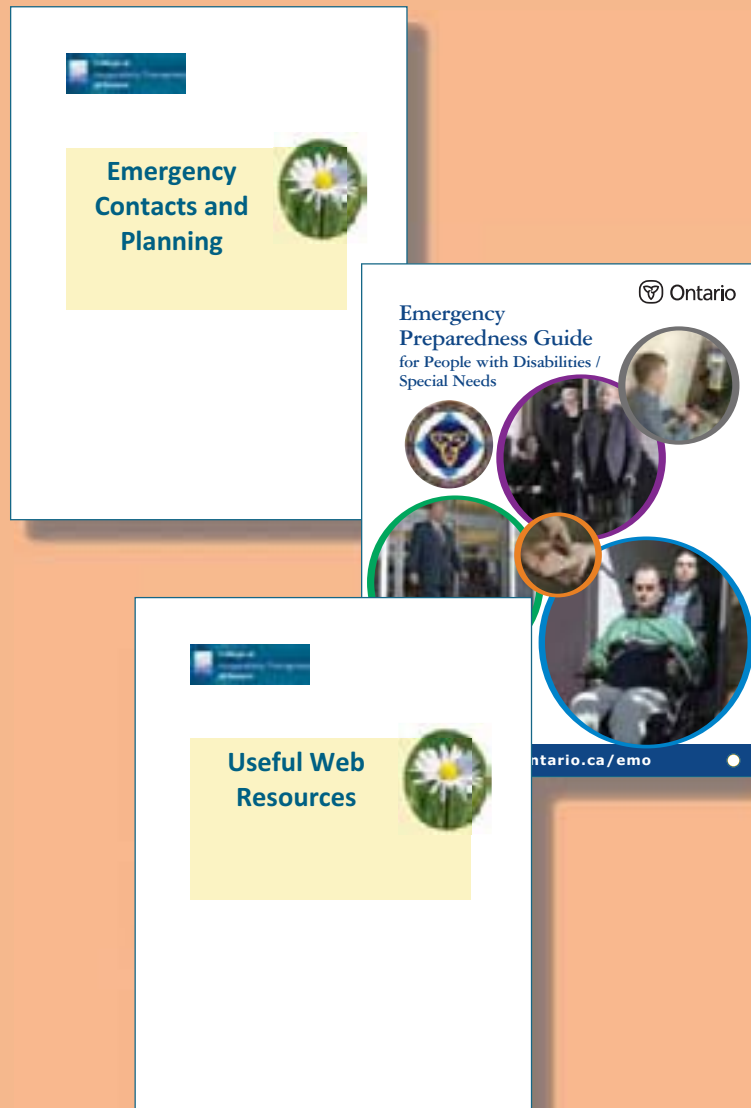 Emergency
Contacts and
Planning
Ontario
Emergency
Preparedness Guide
for People with Disabilities /
Special Needs
ntario.ca/emo
Useful Web
Resources